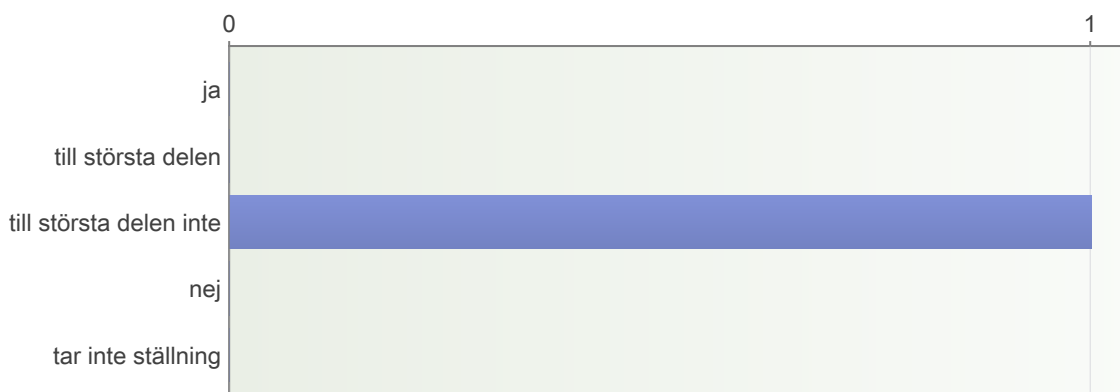 0 1
ja
till största delen
till största delen inte
nej
tar inte ställning